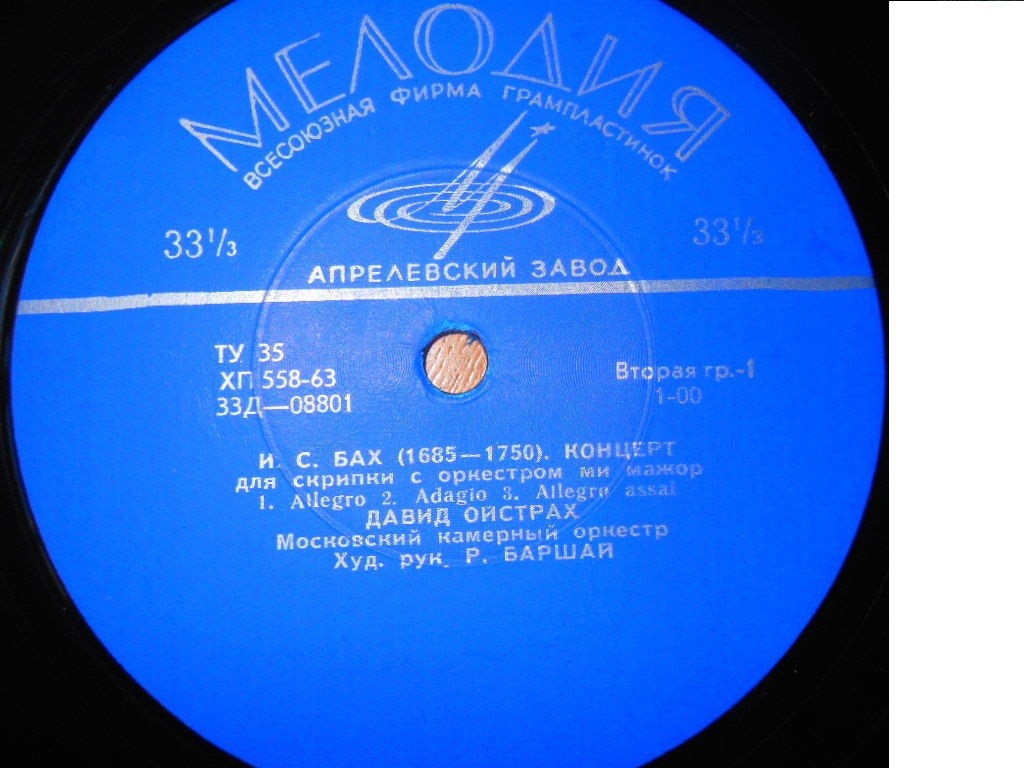 МЕЛОДИЯ
ВСЕСОЮЗНАЯ ФИРМА ГРАМПЛАСТИНОК
33⅓ 33⅓
АПРЕЛЕВСКИЙ ЗАВОД
ТУ 35
ХП 558-63 Вторая гр.-1
33Д—08801 1-00
И. С. БАХ (1685—1750). КОНЦЕРТ
для скрипки с оркестром ми мажор
1. Allegro 2. Adagio 3. Allegro assai
ДАВИД ОЙСТРАХ
Московский камерный оркестр
Худ. рук. Р. БАРШАЙ